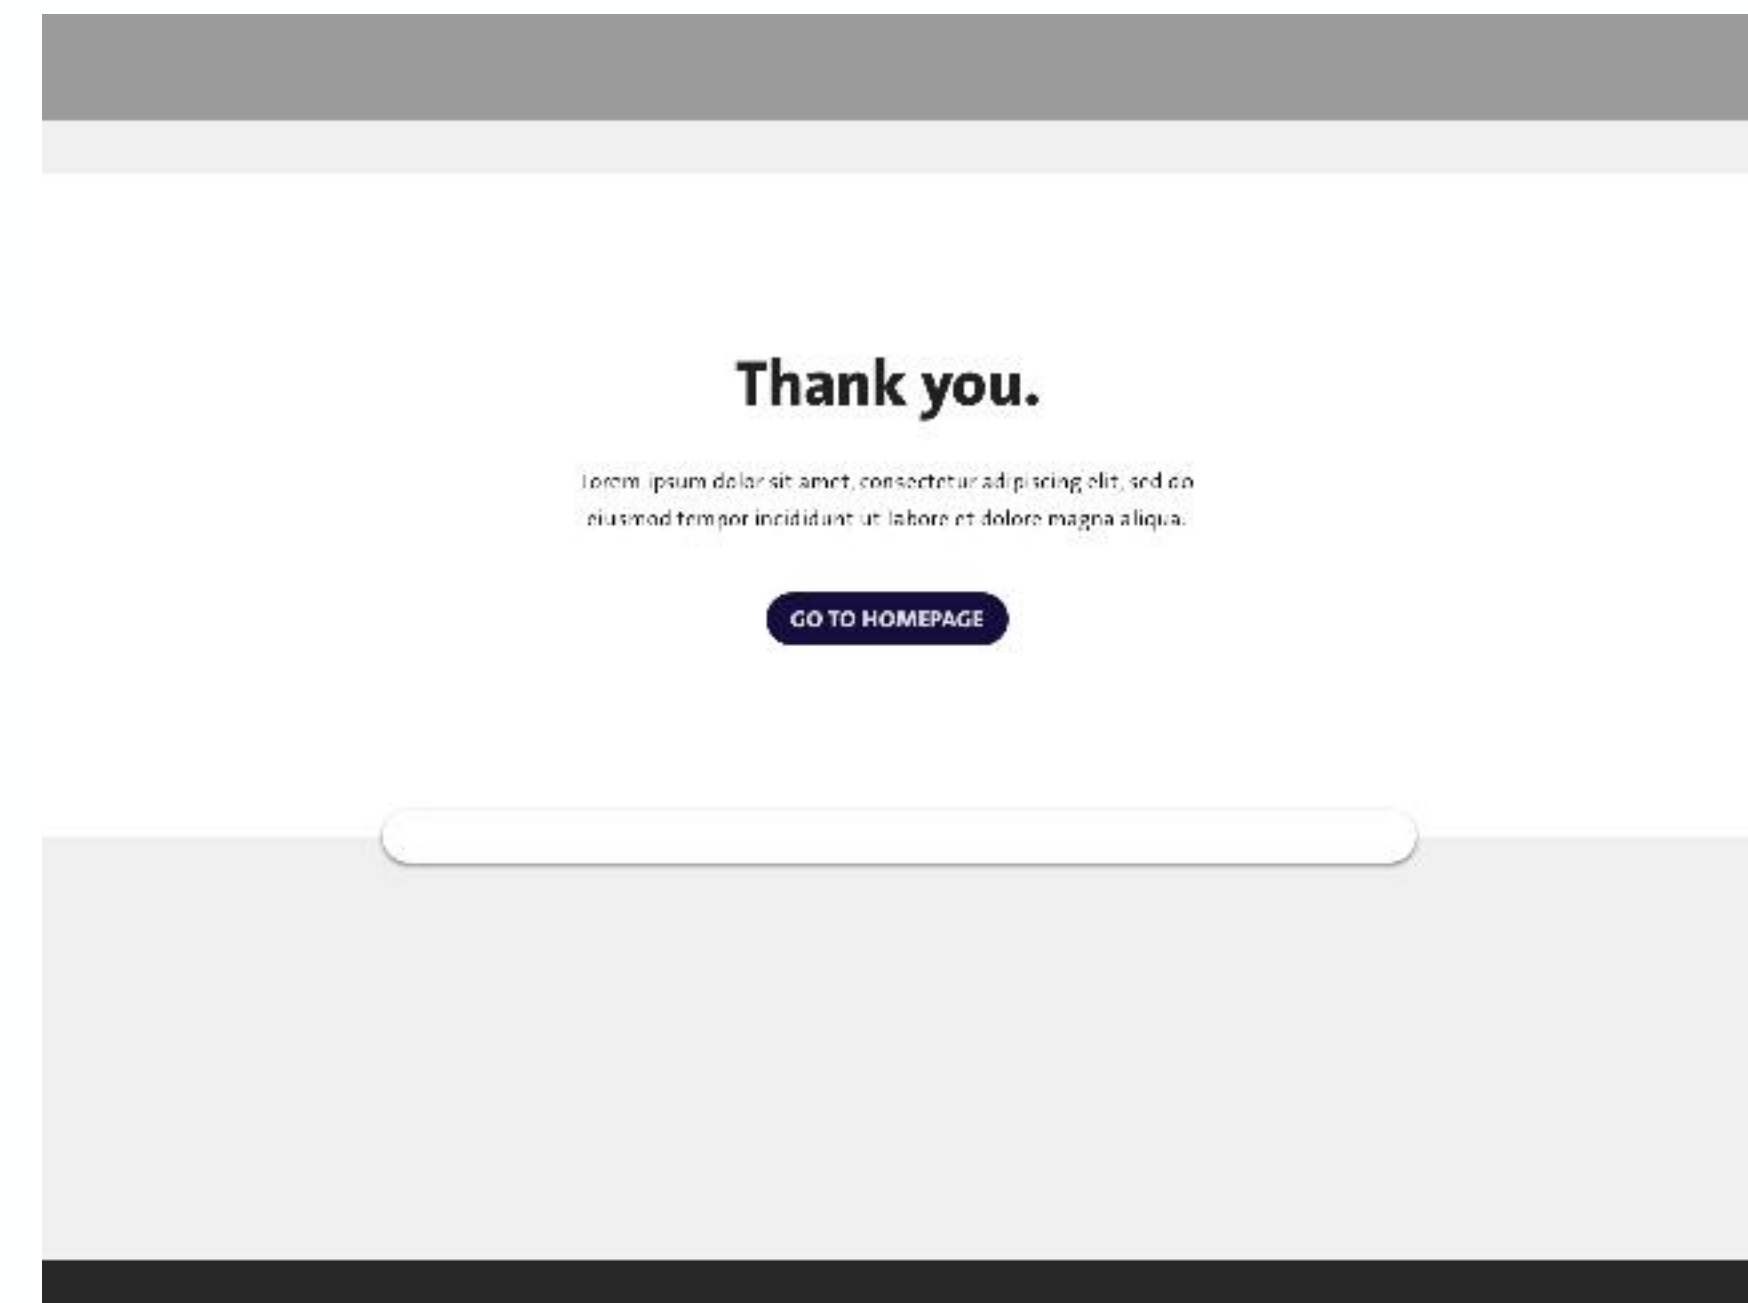 Thank you.
Lorem ipsum dolor sit amet, consectetur adipiscing elit, sed do
eiusmod tempor incididunt ut labore et dolore magna aliqua.
GO TO HOMEPAGE